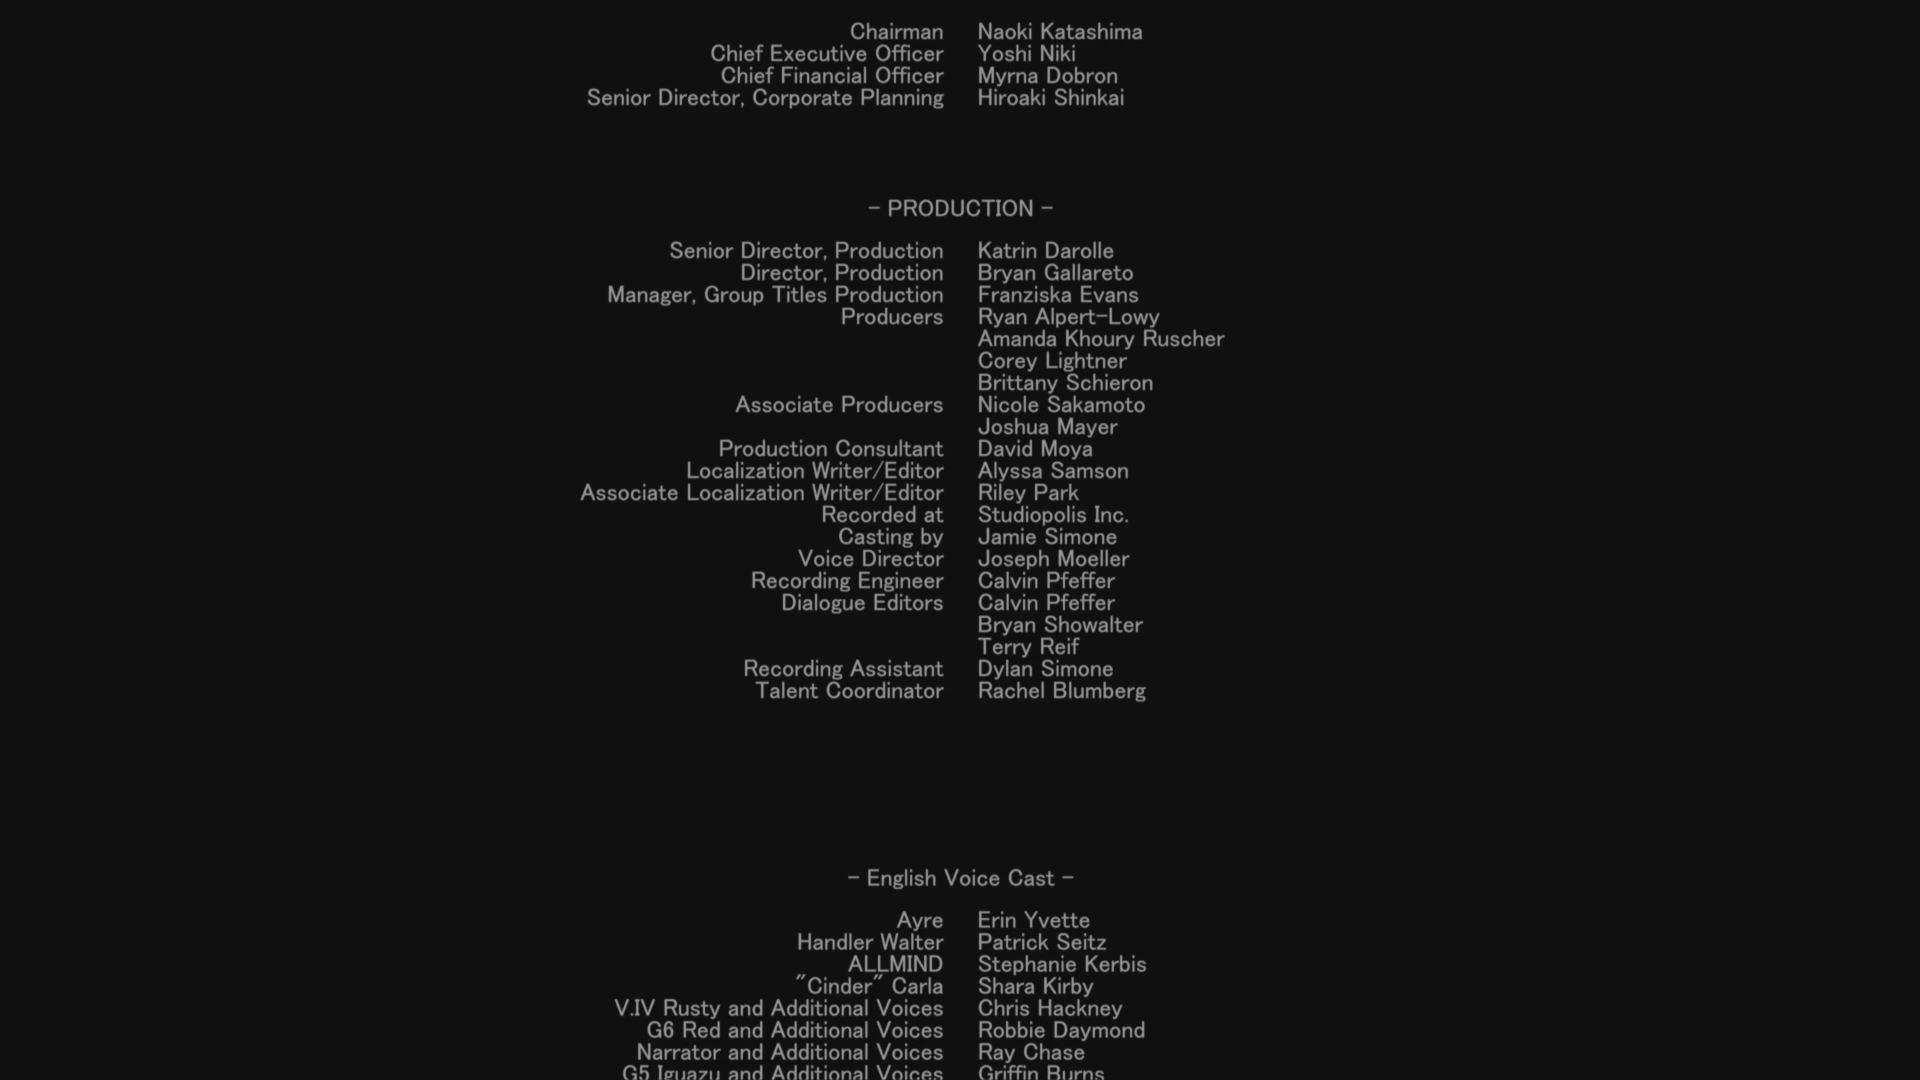 Chairman Naoki Katashima
Chief Executive Officer Yoshi Niki
Chief Financial Officer Myrna Dobron
Senior Director, Corporate Planning Hiroaki Shinkai
- PRODUCTION -
Senior Director, Production Katrin Darolle
Director, Production Bryan Gallareto
Manager, Group Titles Production Franziska Evans
Producers Ryan Alpert-Lowy
Amanda Khoury Ruscher
Corey Lightner
Brittany Schieron
Associate Producers Nicole Sakamoto
Joshua Mayer
Production Consultant David Moya
Localization Writer/Editor Alyssa Samson
Associate Localization Writer/Editor Riley Park
Recorded at Studiopolis Inc.
Casting by Jamie Simone
Voice Director Joseph Moeller
Recording Engineer Calvin Pfeffer
Dialogue Editors Calvin Pfeffer
Bryan Showalter
Terry Reif
Recording Assistant Dylan Simone
Talent Coordinator Rachel Blumberg
- English Voice Cast -
Ayre Erin Yvette
Handler Walter Patrick Seitz
ALLMIND Stephanie Kerbis
"Cinder" Carla Shara Kirby
V.IV Rusty and Additional Voices Chris Hackney
G6 Red and Additional Voices Robbie Daymond
Narrator and Additional Voices Ray Chase
G5 Iguazu and Additional Voices Griffin Burns